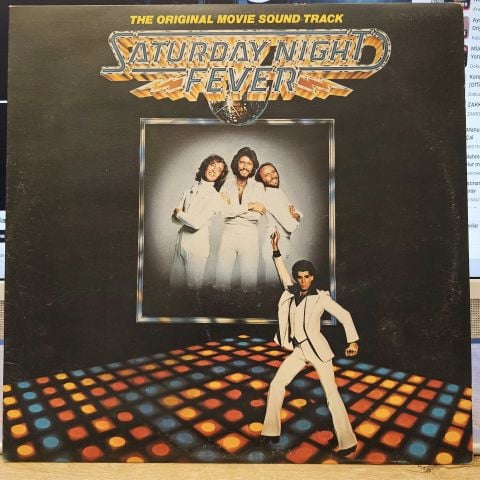 THE ORIGINAL MOVIE SOUND TRACK
SATURDAY NIGHT
FEVER